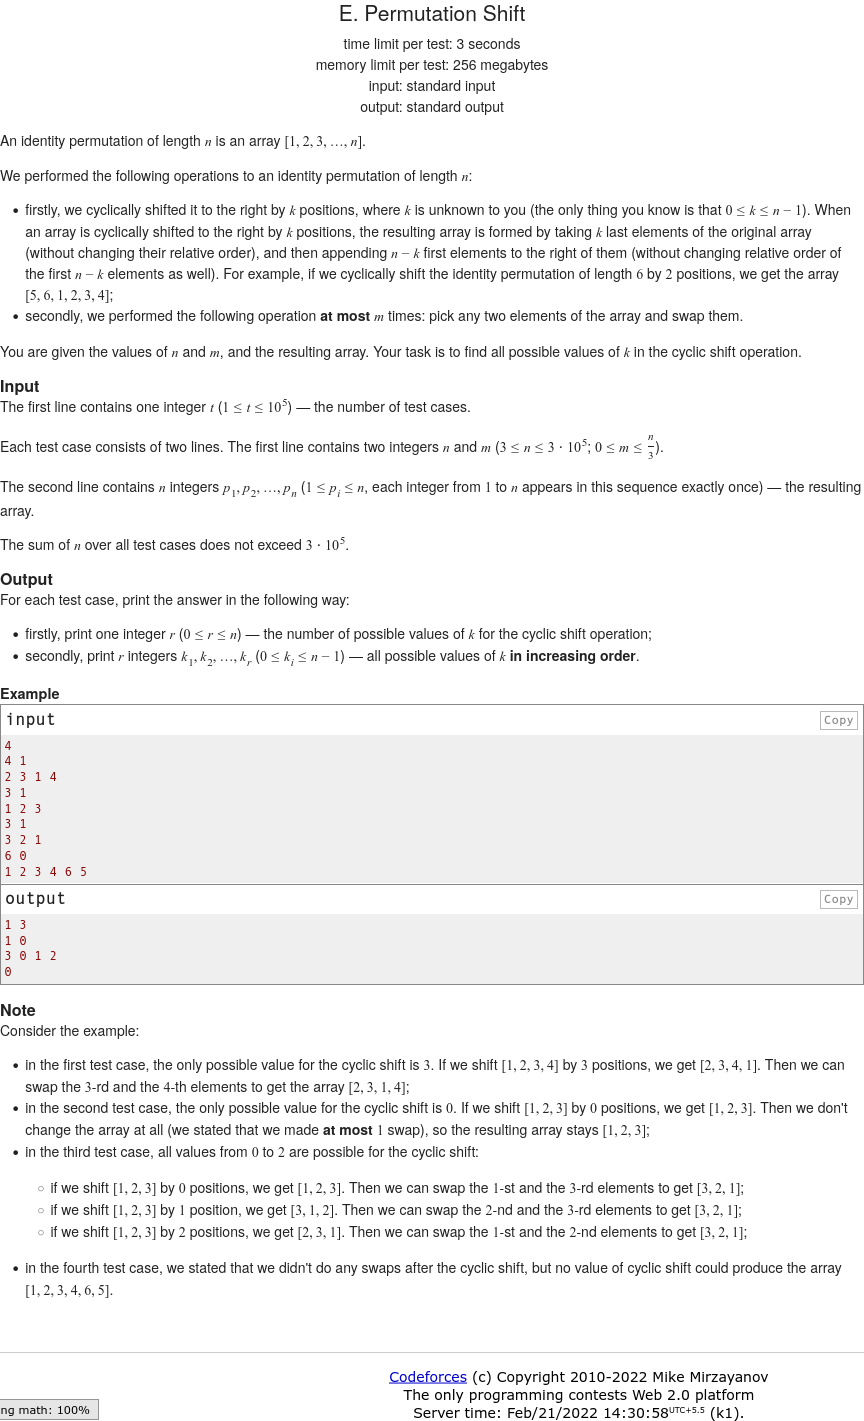 E. Permutation Shift
time limit per test: 3 seconds
memory limit per test: 256 megabytes
input: standard input
output: standard output
An identity permutation of length n is an array [1, 2, 3, …, n].
We performed the following operations to an identity permutation of length n:
• firstly, we cyclically shifted it to the right by k positions, where k is unknown to you (the only thing you know is that 0 ≤ k ≤ n − 1). When
an array is cyclically shifted to the right by k positions, the resulting array is formed by taking k last elements of the original array
(without changing their relative order), and then appending n − k first elements to the right of them (without changing relative order of
the first n − k elements as well). For example, if we cyclically shift the identity permutation of length 6 by 2 positions, we get the array
[5, 6, 1, 2, 3, 4];
• secondly, we performed the following operation at most m times: pick any two elements of the array and swap them.
You are given the values of n and m, and the resulting array. Your task is to find all possible values of k in the cyclic shift operation.
Input
The first line contains one integer t (1 ≤ t ≤ 10^5) — the number of test cases.
Each test case consists of two lines. The first line contains two integers n and m (3 ≤ n ≤ 3 · 10^5; 0 ≤ m ≤ n/3).
The second line contains n integers p_1, p_2, …, p_n (1 ≤ p_i ≤ n, each integer from 1 to n appears in this sequence exactly once) — the resulting
array.
The sum of n over all test cases does not exceed 3 · 10^5.
Output
For each test case, print the answer in the following way:
• firstly, print one integer r (0 ≤ r ≤ n) — the number of possible values of k for the cyclic shift operation;
• secondly, print r integers k_1, k_2, …, k_r (0 ≤ k_i ≤ n − 1) — all possible values of k in increasing order.
Example
input Copy
4
4 1
2 3 1 4
3 1
1 2 3
3 1
3 2 1
6 0
1 2 3 4 6 5
output Copy
1 3
1 0
3 0 1 2
0
Note
Consider the example:
• in the first test case, the only possible value for the cyclic shift is 3. If we shift [1, 2, 3, 4] by 3 positions, we get [2, 3, 4, 1]. Then we can
swap the 3-rd and the 4-th elements to get the array [2, 3, 1, 4];
• in the second test case, the only possible value for the cyclic shift is 0. If we shift [1, 2, 3] by 0 positions, we get [1, 2, 3]. Then we don't
change the array at all (we stated that we made at most 1 swap), so the resulting array stays [1, 2, 3];
• in the third test case, all values from 0 to 2 are possible for the cyclic shift:
○ if we shift [1, 2, 3] by 0 positions, we get [1, 2, 3]. Then we can swap the 1-st and the 3-rd elements to get [3, 2, 1];
○ if we shift [1, 2, 3] by 1 position, we get [3, 1, 2]. Then we can swap the 2-nd and the 3-rd elements to get [3, 2, 1];
○ if we shift [1, 2, 3] by 2 positions, we get [2, 3, 1]. Then we can swap the 1-st and the 2-nd elements to get [3, 2, 1];
• in the fourth test case, we stated that we didn't do any swaps after the cyclic shift, but no value of cyclic shift could produce the array
[1, 2, 3, 4, 6, 5].
Codeforces (c) Copyright 2010-2022 Mike Mirzayanov
The only programming contests Web 2.0 platform
ng math: 100%
Server time: Feb/21/2022 14:30:58UTC+5.5 (k1).